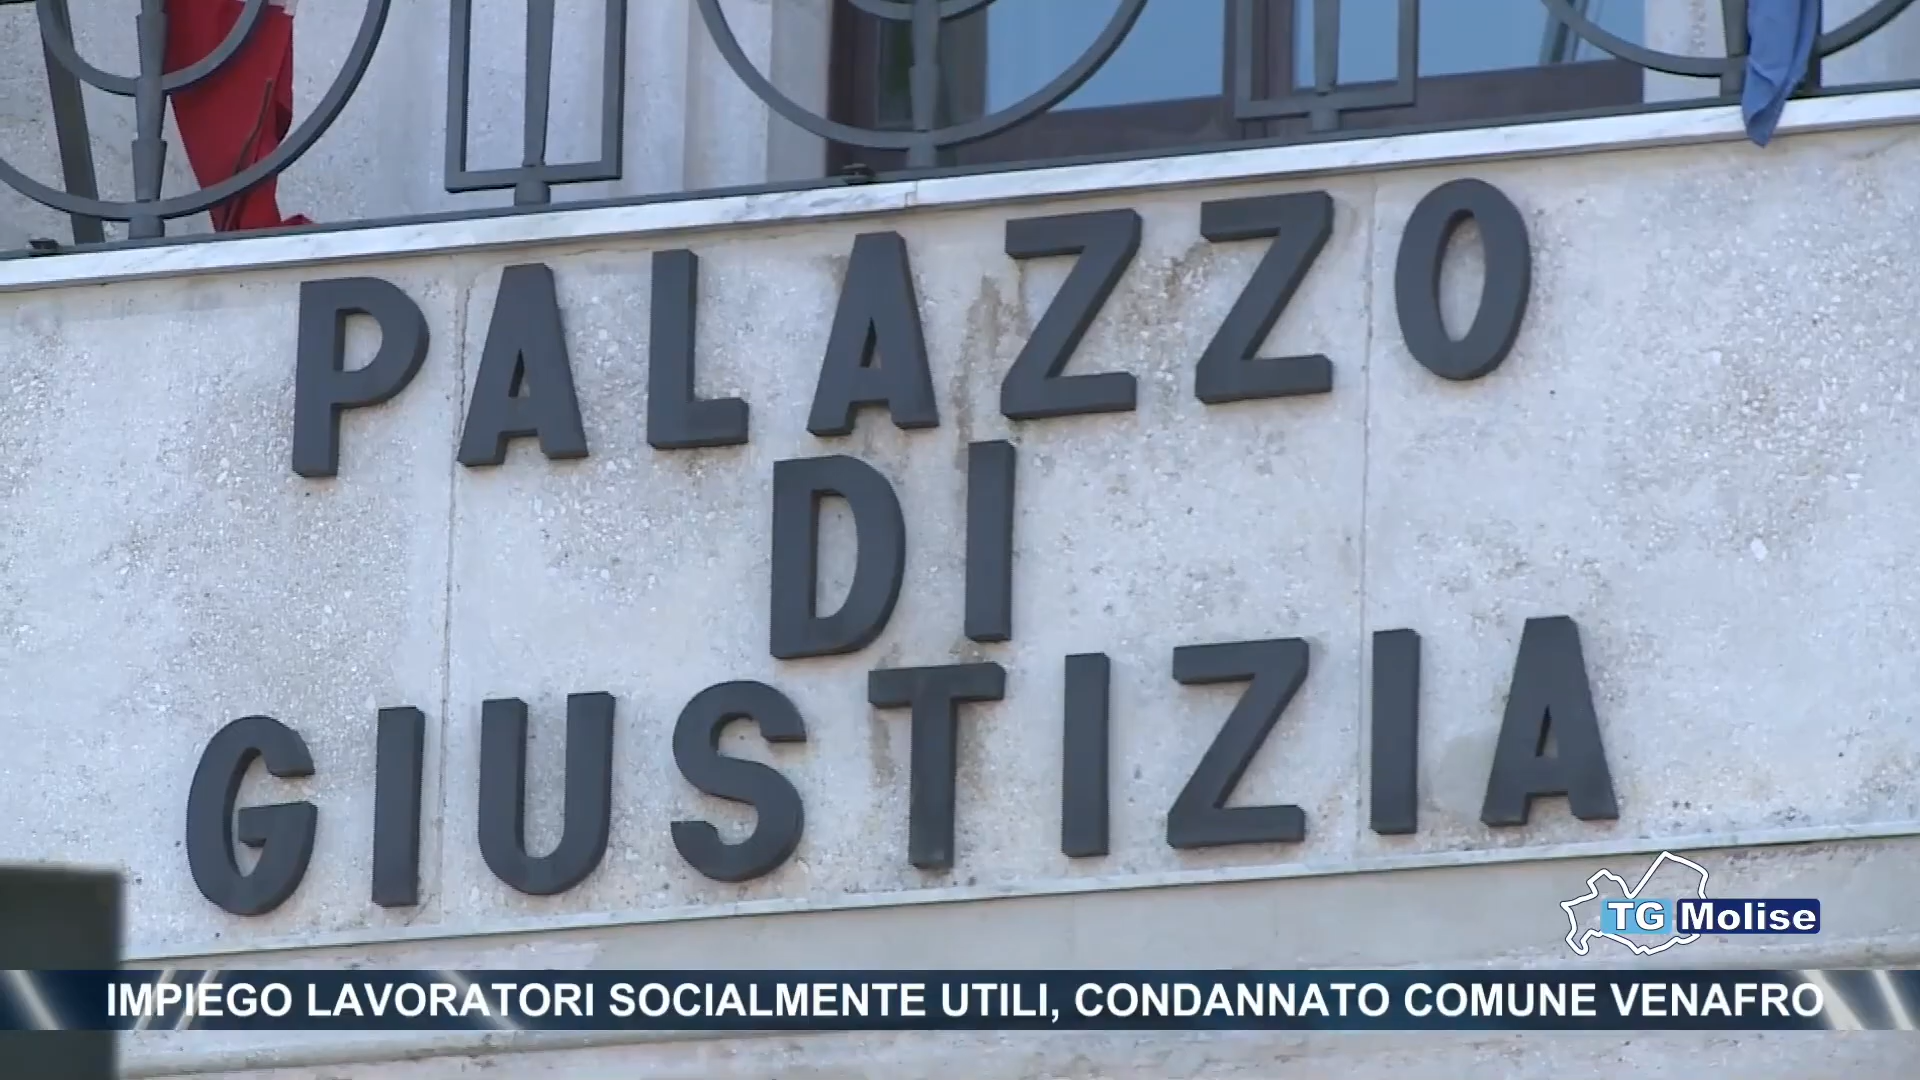 PALAZZO
DI
GIUSTIZIA
TG Molise
IMPIEGO LAVORATORI SOCIALMENTE UTILI, CONDANNATO COMUNE VENAFRO